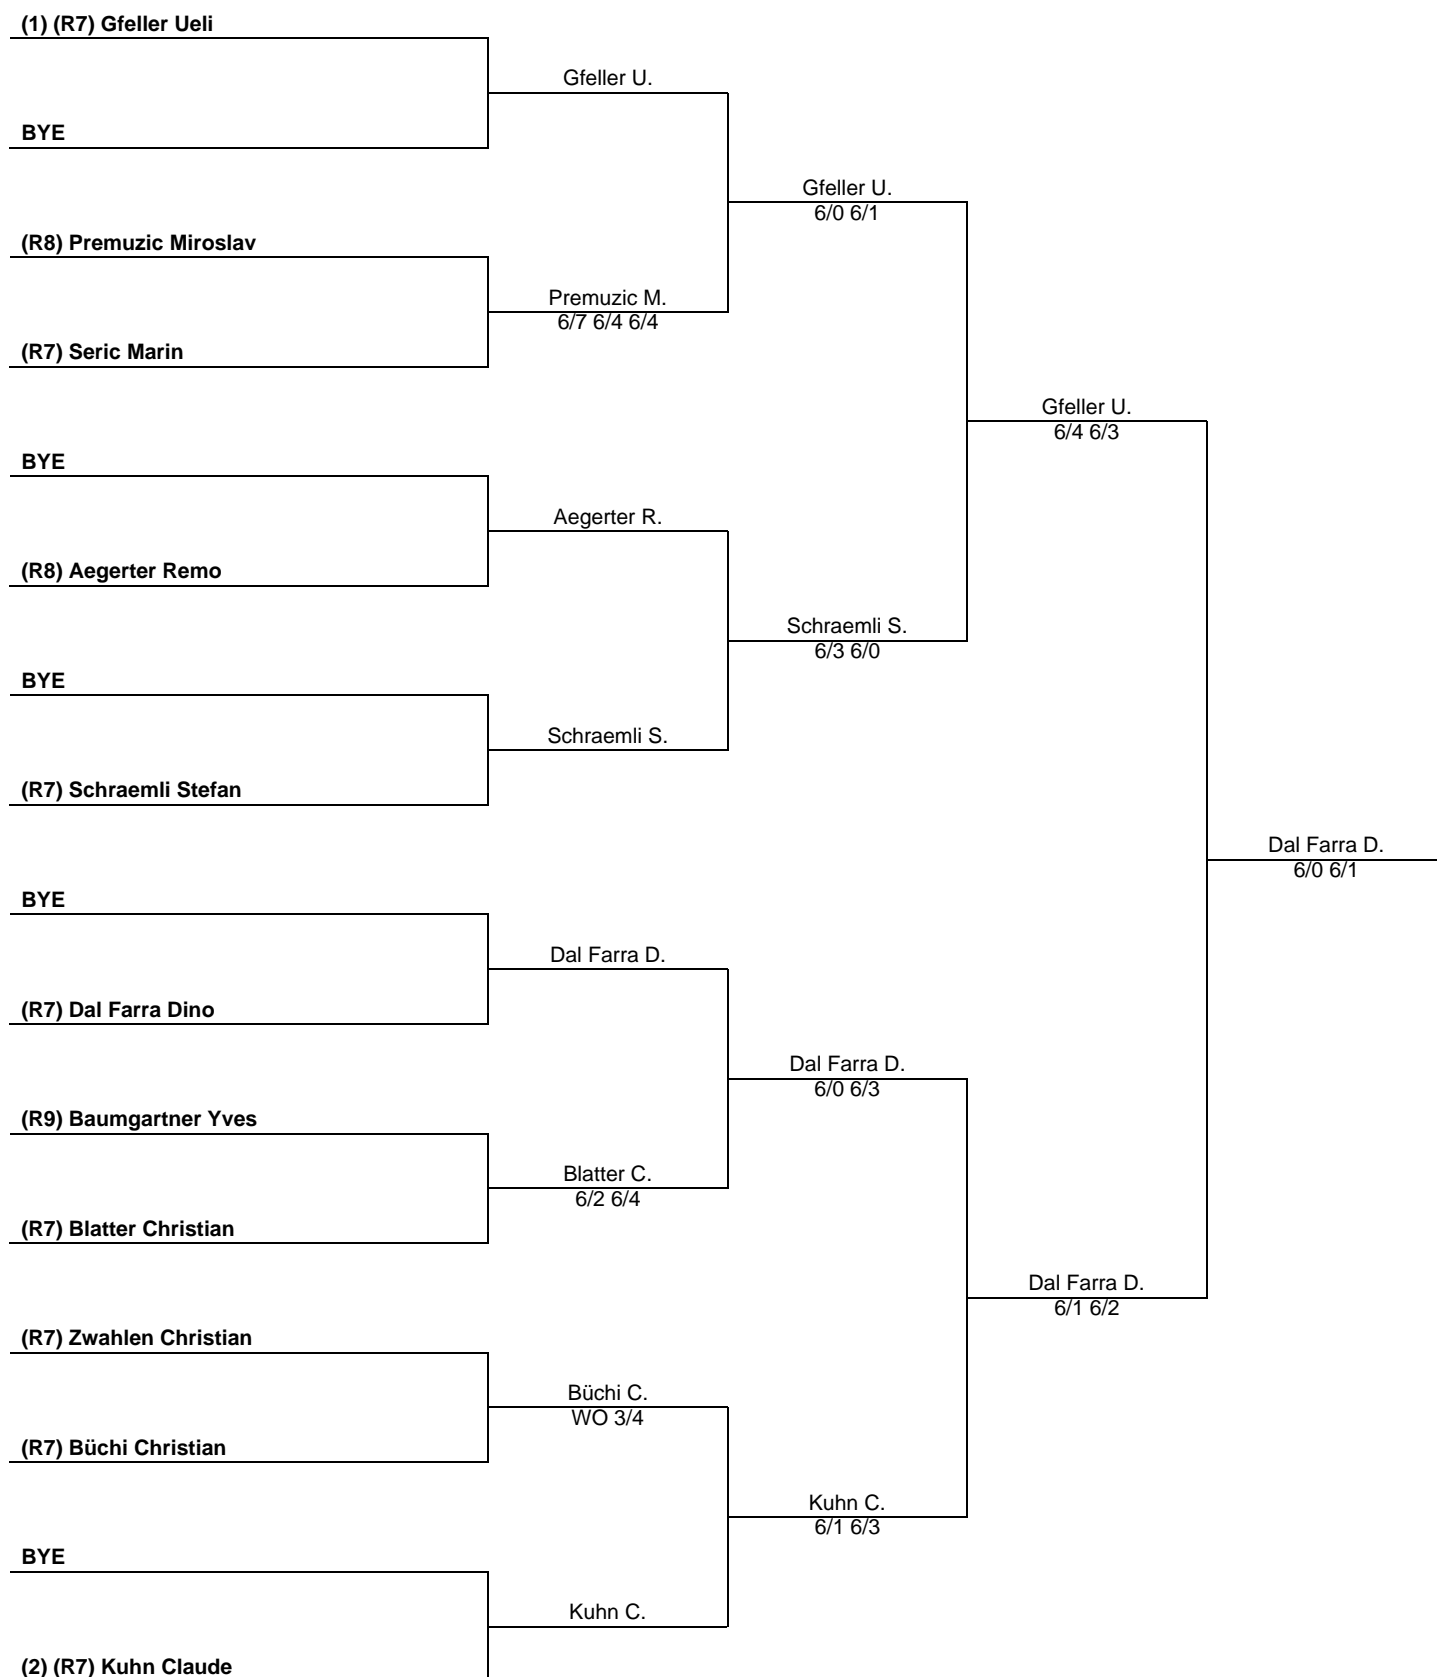 (1) (R7) Gfeller Ueli
Gfeller U.
BYE
Gfeller U.
6/0 6/1
(R8) Premuzic Miroslav
Premuzic M.
6/7 6/4 6/4
(R7) Seric Marin
Gfeller U.
6/4 6/3
BYE
Aegerter R.
(R8) Aegerter Remo
Schraemli S.
6/3 6/0
BYE
Schraemli S.
(R7) Schraemli Stefan
Dal Farra D.
6/0 6/1
BYE
Dal Farra D.
(R7) Dal Farra Dino
Dal Farra D.
6/0 6/3
(R9) Baumgartner Yves
Blatter C.
6/2 6/4
(R7) Blatter Christian
Dal Farra D.
6/1 6/2
(R7) Zwahlen Christian
Büchi C.
WO 3/4
(R7) Büchi Christian
Kuhn C.
6/1 6/3
BYE
Kuhn C.
(2) (R7) Kuhn Claude